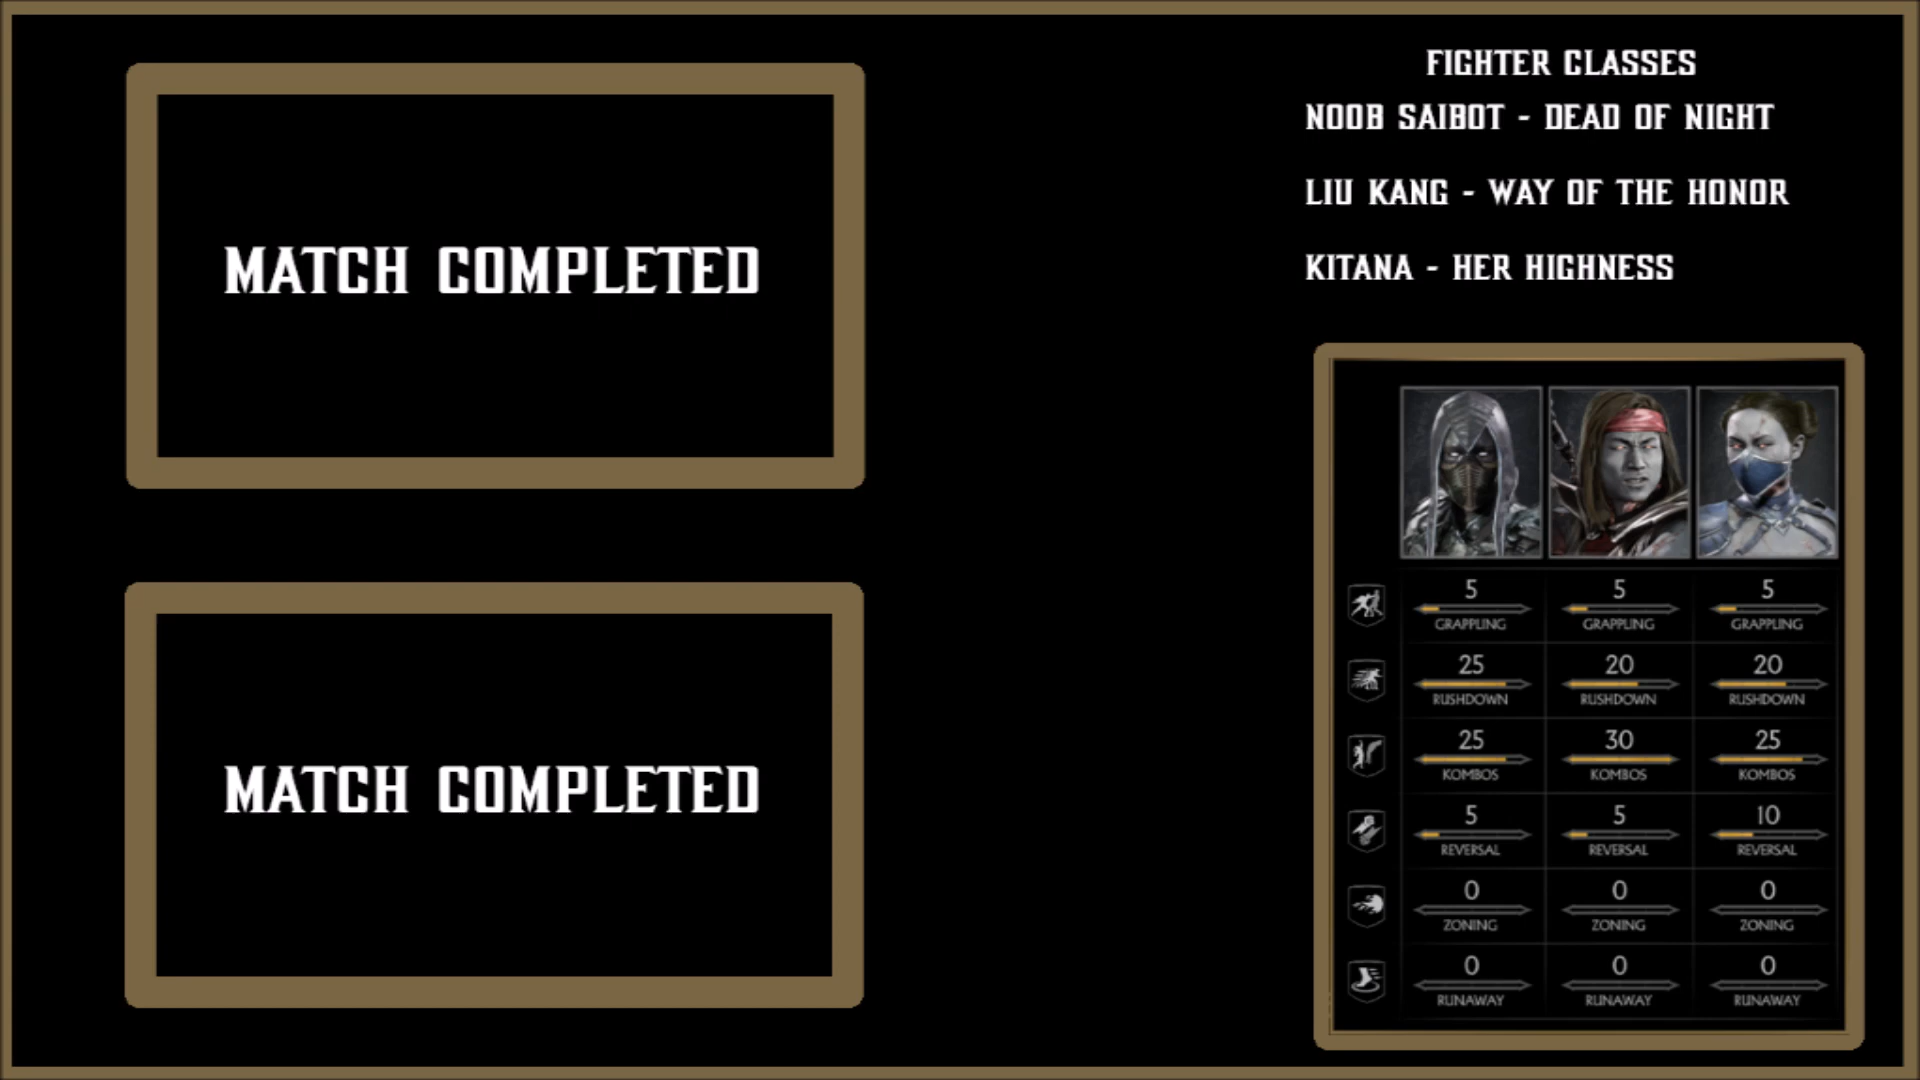 MATCH COMPLETED
MATCH COMPLETED
FIGHTER CLASSES
NOOB SAIBOT - DEAD OF NIGHT
LIU KANG - WAY OF THE HONOR
KITANA - HER HIGHNESS
5 5 5
GRAPPLING GRAPPLING GRAPPLING
25 20 20
RUSHDOWN RUSHDOWN RUSHDOWN
25 30 25
KOMBOS KOMBOS KOMBOS
5 5 10
REVERSAL REVERSAL REVERSAL
0 0 0
ZONING ZONING ZONING
0 0 0
RUNAWAY RUNAWAY RUNAWAY